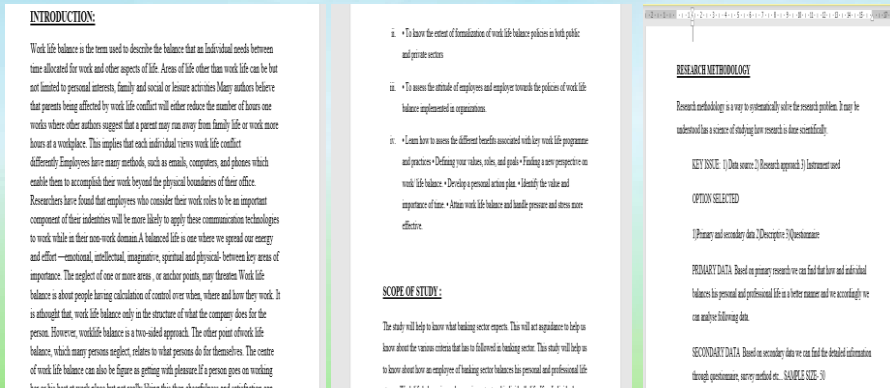 INTRODUCTION:
Work life balance is the term used to describe the balance that an Individual needs between
time allocated for work and other aspects of life. Areas of life other than work life can be but
not limited to personal interests, family and social or leisure activities Many authors believe
that parents being affected by work life conflict will either reduce the number of hours one
works where other authors suggest that a parent may run away from family life or work more
hours at a workplace. This implies that each individual views work life conflict
differently.Employees have many methods, such as emails, computers, and phones which
enable them to accomplish their work beyond the physical boundaries of their office.
Researchers have found that employees who consider their work roles to be an important
component of their indentities will be more likely to apply these communication technologies
to work while in their non-work domain.A balanced life is one where we spread our energy
and effort —emotional, intellectual, imaginative, spiritual and physical- between key areas of
importance. The neglect of one or more areas , or anchor points, may threaten Work life
balance is about people having calculation of control over when, where and how they work. It
is athought that, work life balance only in the structure of what the company does for the
person. However, worklife balance is a two-sided approach. The other point ofwork life
balance, which many persons neglect, relates to what persons do for themselves. The centre
of work life balance can also be figure as getting with pleasure.If a person goes on working
ii. • To know the extent of formalization of work life balance policies in both public
and private sectors
iii. • To assess the attitude of employees and employer towards the policies of work life
balance implemented in organizations.
iv. • Learn how to assess the different benefits associated with key work life programme
and practices • Defining your values, roles, and goals • Finding a new perspective on
work/ life balance. • Develop a personal action plan. • Identify the value and
importance of time. • Attain work life balance and handle pressure and stress more
effective.
SCOPE OF STUDY :
The study will help to know what banking sector expects. This will act asguidance to help us
know about the various criteria that has to followed in banking sector. This study will help us
to know about how an employee of banking sector balances his personal and professional life
RESEARCH METHODOLOGY
Research methodology is a way to systematically solve the research problem. It may be
understood has a science of studying how research is done scientifically.
KEY ISSUE: 1) Data source 2) Research approach 3) Instrument used
OPTION SELECTED
1)Primary and secondary data 2)Descriptive 3)Questionnaire
PRIMARY DATA Based on primary research we can find that how and individual
balances his personal and professional life in a better manner and we accordingly we
can analyse following data.
SECONDARY DATA Based on secondary data we can find the detailed information
through questionnaire, survey method etc... SAMPLE SIZE- 50